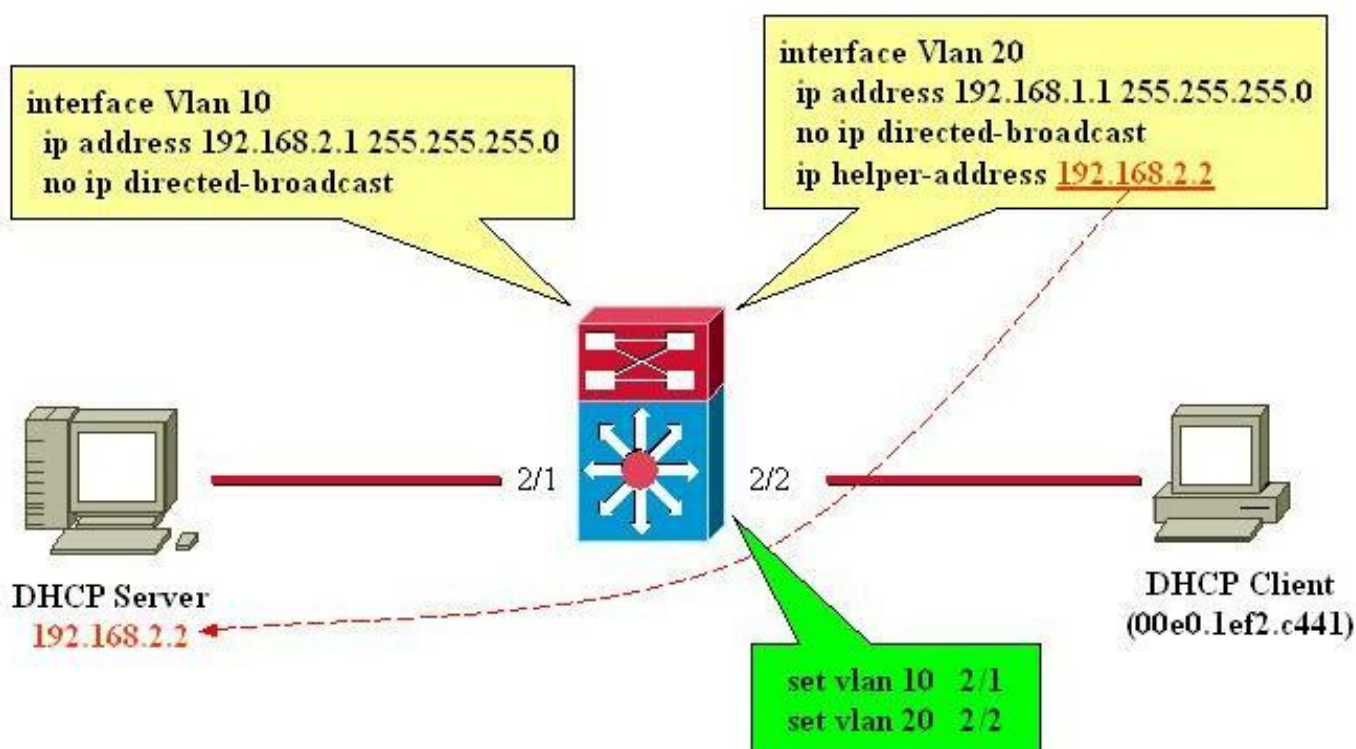 interface Vlan 10
ip address 192.168.2.1 255.255.255.0
no ip directed-broadcast
interface Vlan 20
ip address 192.168.1.1 255.255.255.0
no ip directed-broadcast
ip helper-address 192.168.2.2
2/1
2/2
DHCP Server
192.168.2.2
DHCP Client
(00e0.1ef2.c441)
set vlan 10 2/1
set vlan 20 2/2